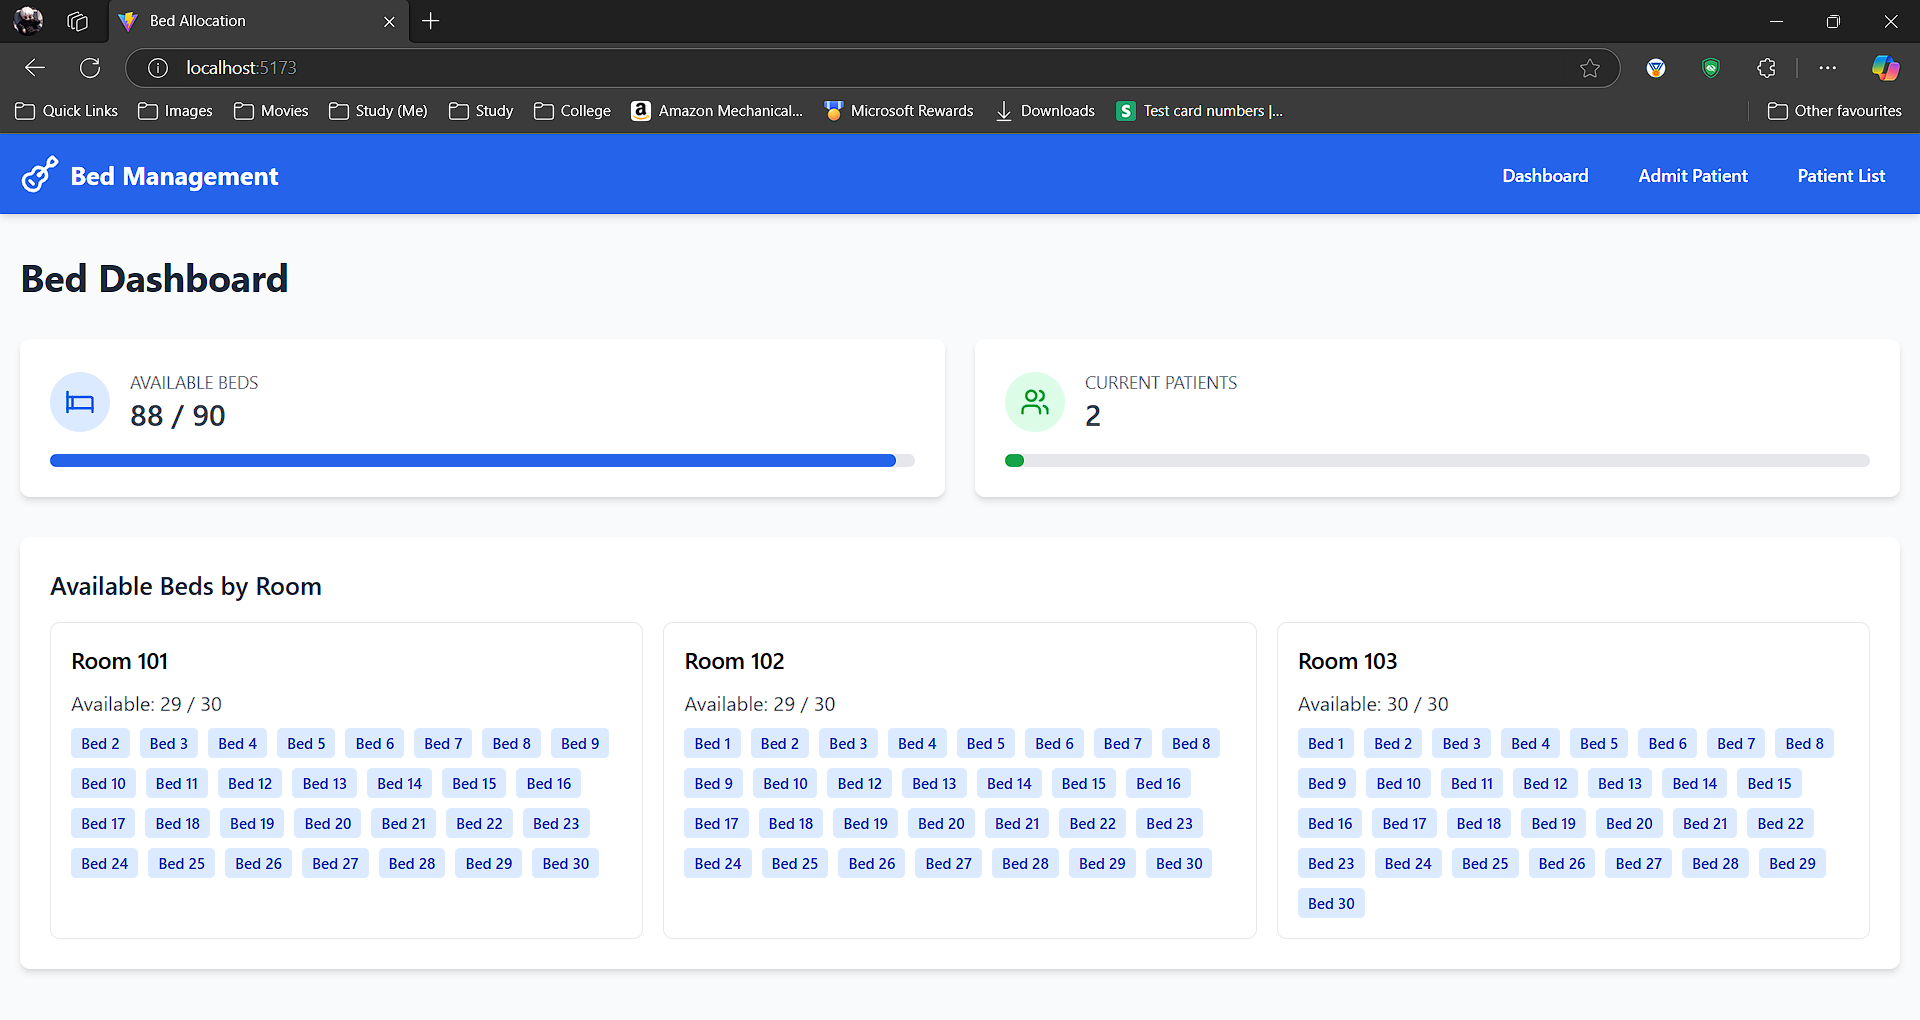 Bed Allocation
localhost:5173
Quick Links Images Movies Study (Me) Study College Amazon Mechanical... Microsoft Rewards Downloads Test card numbers |... Other favourites
Bed Management Dashboard Admit Patient Patient List
Bed Dashboard
AVAILABLE BEDS
88 / 90
CURRENT PATIENTS
2
Available Beds by Room
Room 101
Available: 29 / 30
Bed 2 Bed 3 Bed 4 Bed 5 Bed 6 Bed 7 Bed 8 Bed 9
Bed 10 Bed 11 Bed 12 Bed 13 Bed 14 Bed 15 Bed 16
Bed 17 Bed 18 Bed 19 Bed 20 Bed 21 Bed 22 Bed 23
Bed 24 Bed 25 Bed 26 Bed 27 Bed 28 Bed 29 Bed 30
Room 102
Available: 29 / 30
Bed 1 Bed 2 Bed 3 Bed 4 Bed 5 Bed 6 Bed 7 Bed 8
Bed 9 Bed 10 Bed 12 Bed 13 Bed 14 Bed 15 Bed 16
Bed 17 Bed 18 Bed 19 Bed 20 Bed 21 Bed 22 Bed 23
Bed 24 Bed 25 Bed 26 Bed 27 Bed 28 Bed 29 Bed 30
Room 103
Available: 30 / 30
Bed 1 Bed 2 Bed 3 Bed 4 Bed 5 Bed 6 Bed 7 Bed 8
Bed 9 Bed 10 Bed 11 Bed 12 Bed 13 Bed 14 Bed 15
Bed 16 Bed 17 Bed 18 Bed 19 Bed 20 Bed 21 Bed 22
Bed 23 Bed 24 Bed 25 Bed 26 Bed 27 Bed 28 Bed 29
Bed 30